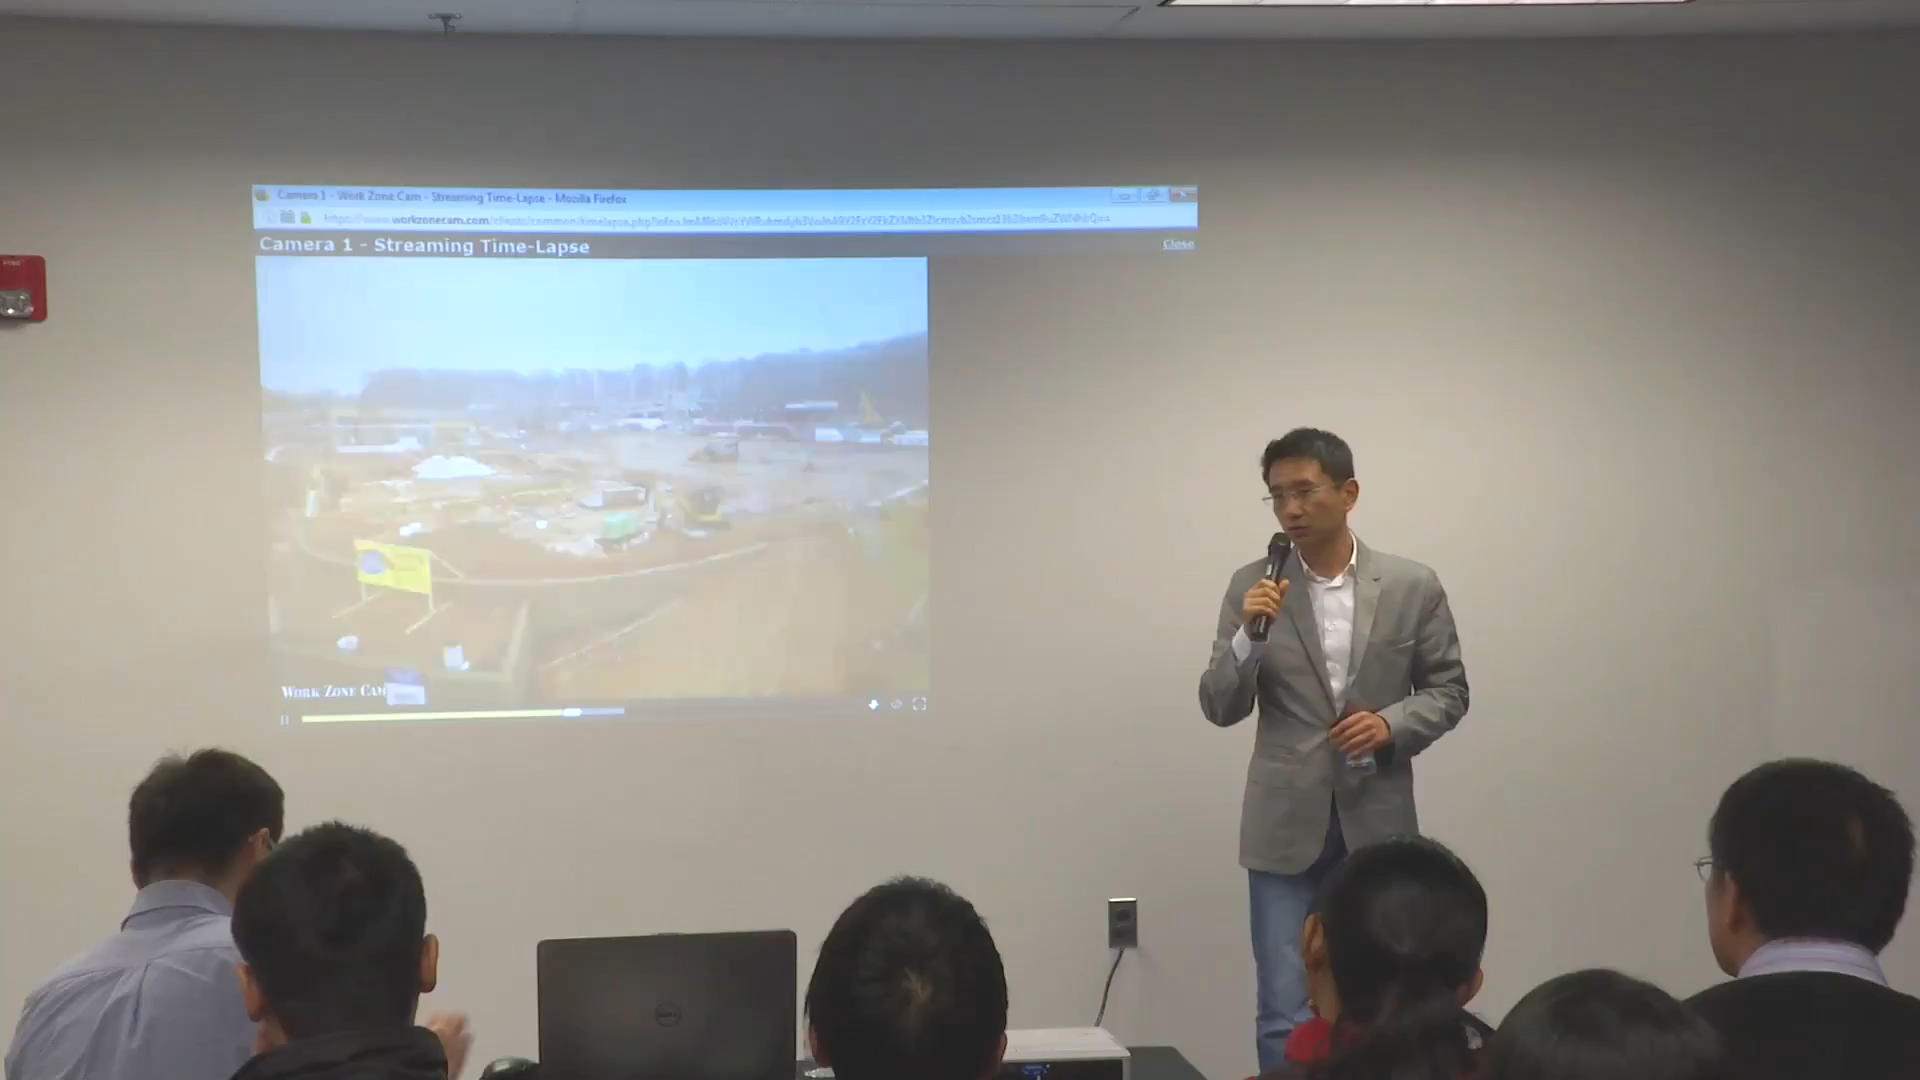 Camera 1 - Work Zone Cam - Streaming Time-Lapse - Mozilla Firefox
Camera 1 - Streaming Time-Lapse
Close
WORK ZONE CAM
DELL